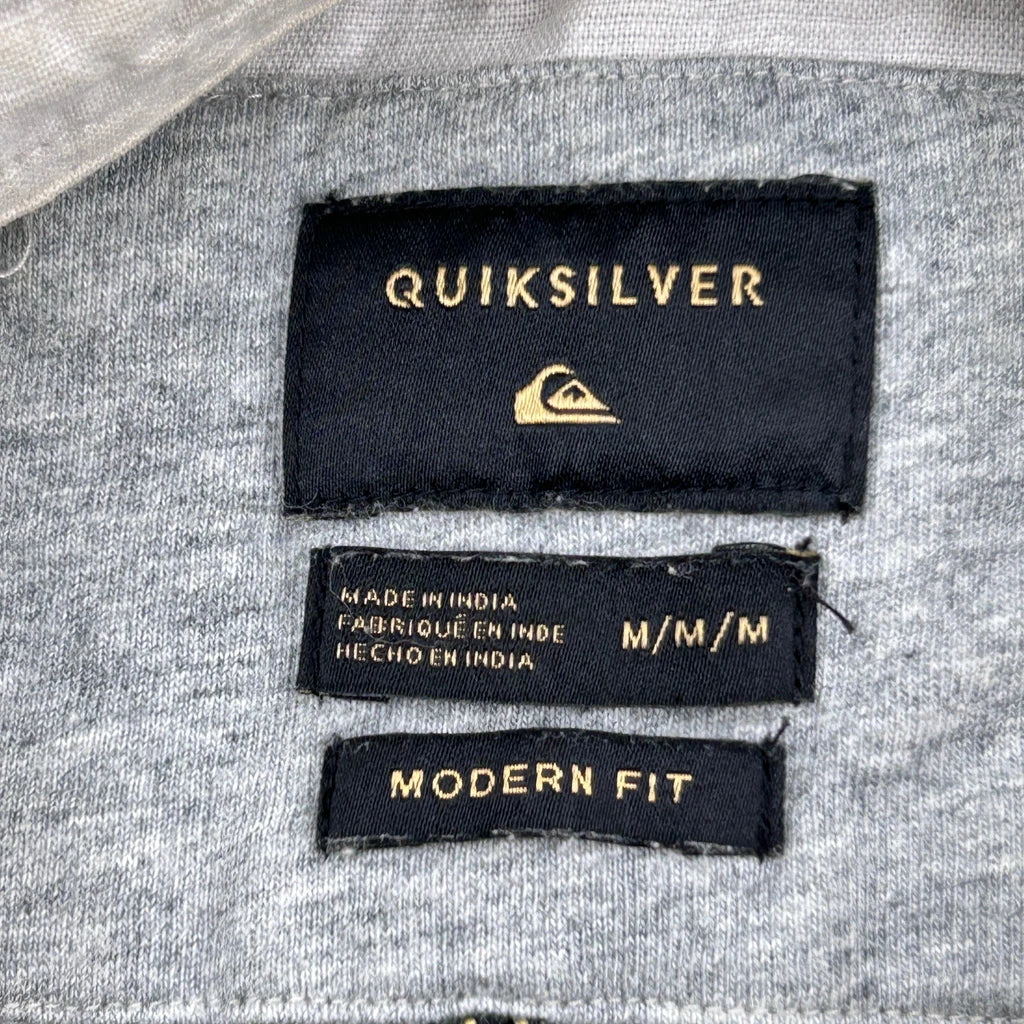 QUIKSILVER
MADE IN INDIA
FABRIQUÉ EN INDE
HECHO EN INDIA
M/M/M
MODERN FIT